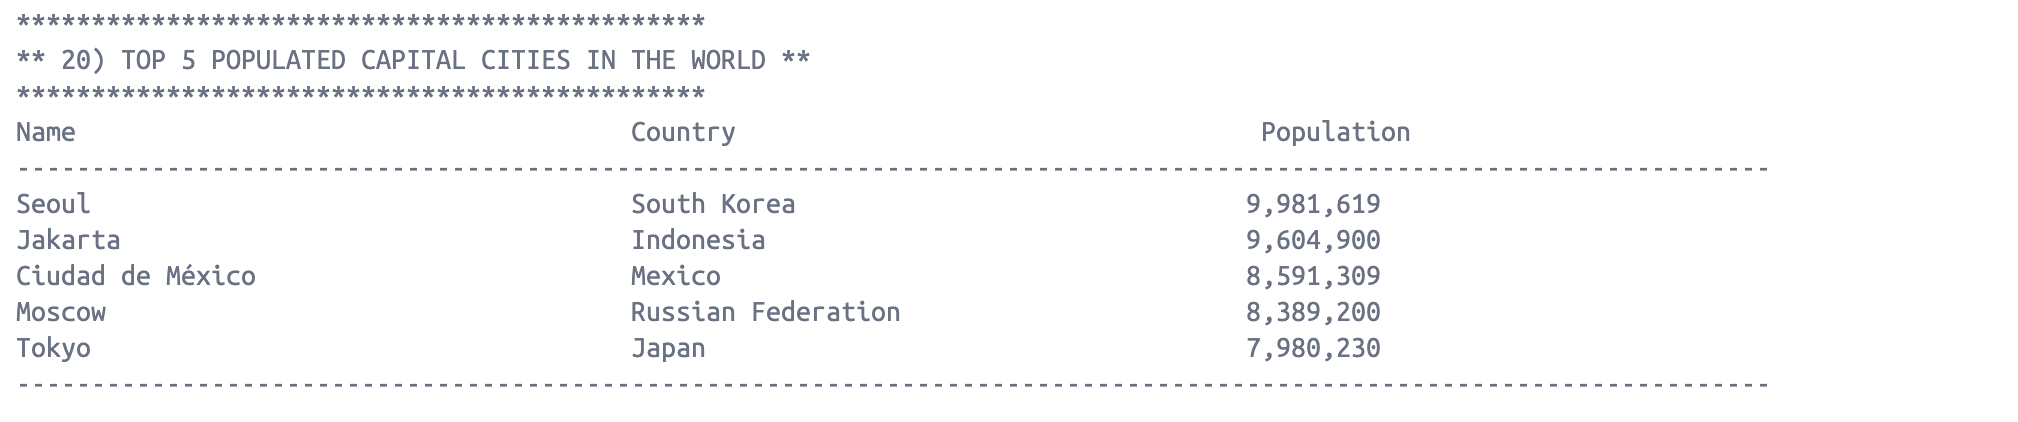 **********************************************
** 20) TOP 5 POPULATED CAPITAL CITIES IN THE WORLD **
**********************************************
Name Country Population
---------------------------------------------------------------------------------------------------------------------
Seoul South Korea 9,981,619
Jakarta Indonesia 9,604,900
Ciudad de México Mexico 8,591,309
Moscow Russian Federation 8,389,200
Tokyo Japan 7,980,230
---------------------------------------------------------------------------------------------------------------------